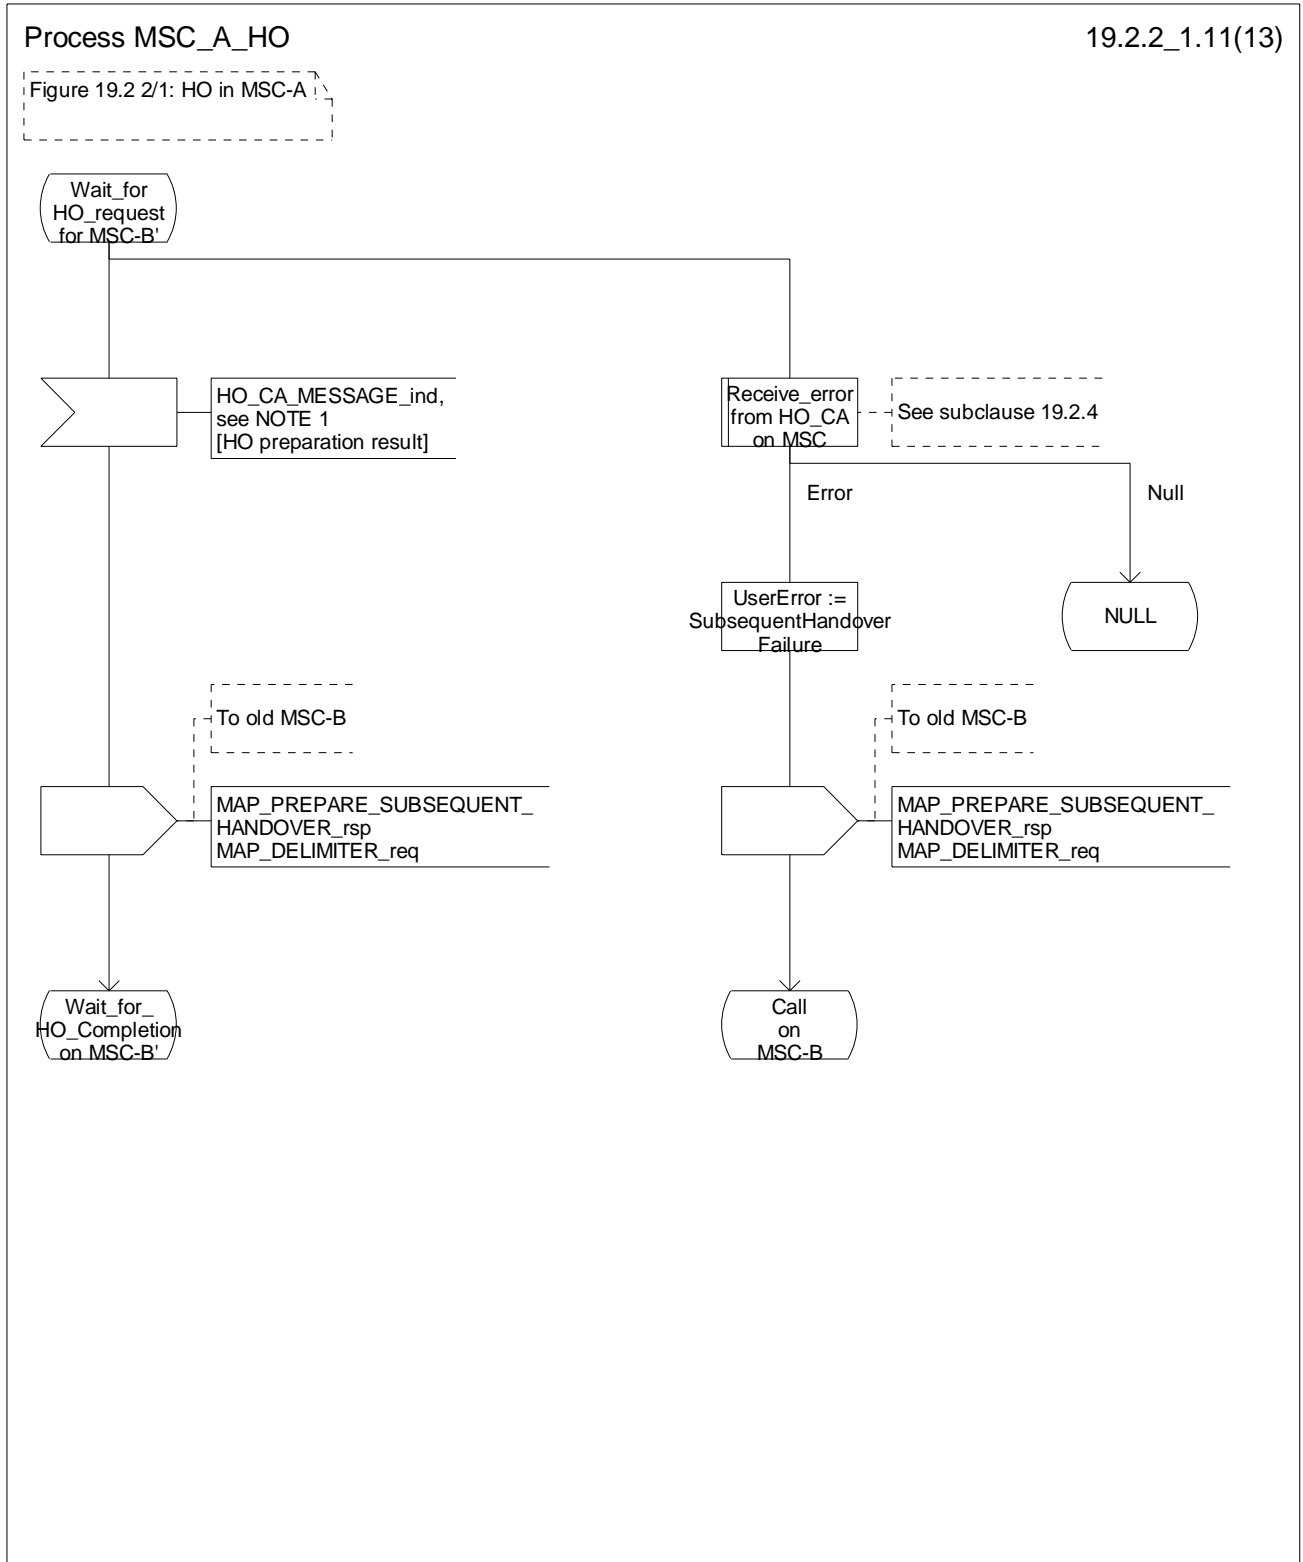 Process MSC_A_HO
19.2.2_1.11(13)
Figure 19.2 2/1: HO in MSC-A
Wait_for
HO_request
for MSC-B'
HO_CA_MESSAGE_ind,
see NOTE 1
[HO preparation result]
Receive_error
from HO_CA
on MSC
See subclause 19.2.4
Error
Null
UserError :=
SubsequentHandover
Failure
NULL
To old MSC-B
To old MSC-B
MAP_PREPARE_SUBSEQUENT_
HANDOVER_rsp
MAP_DELIMITER_req
MAP_PREPARE_SUBSEQUENT_
HANDOVER_rsp
MAP_DELIMITER_req
Wait_for_
HO_Completion
on MSC-B'
Call
on
MSC-B